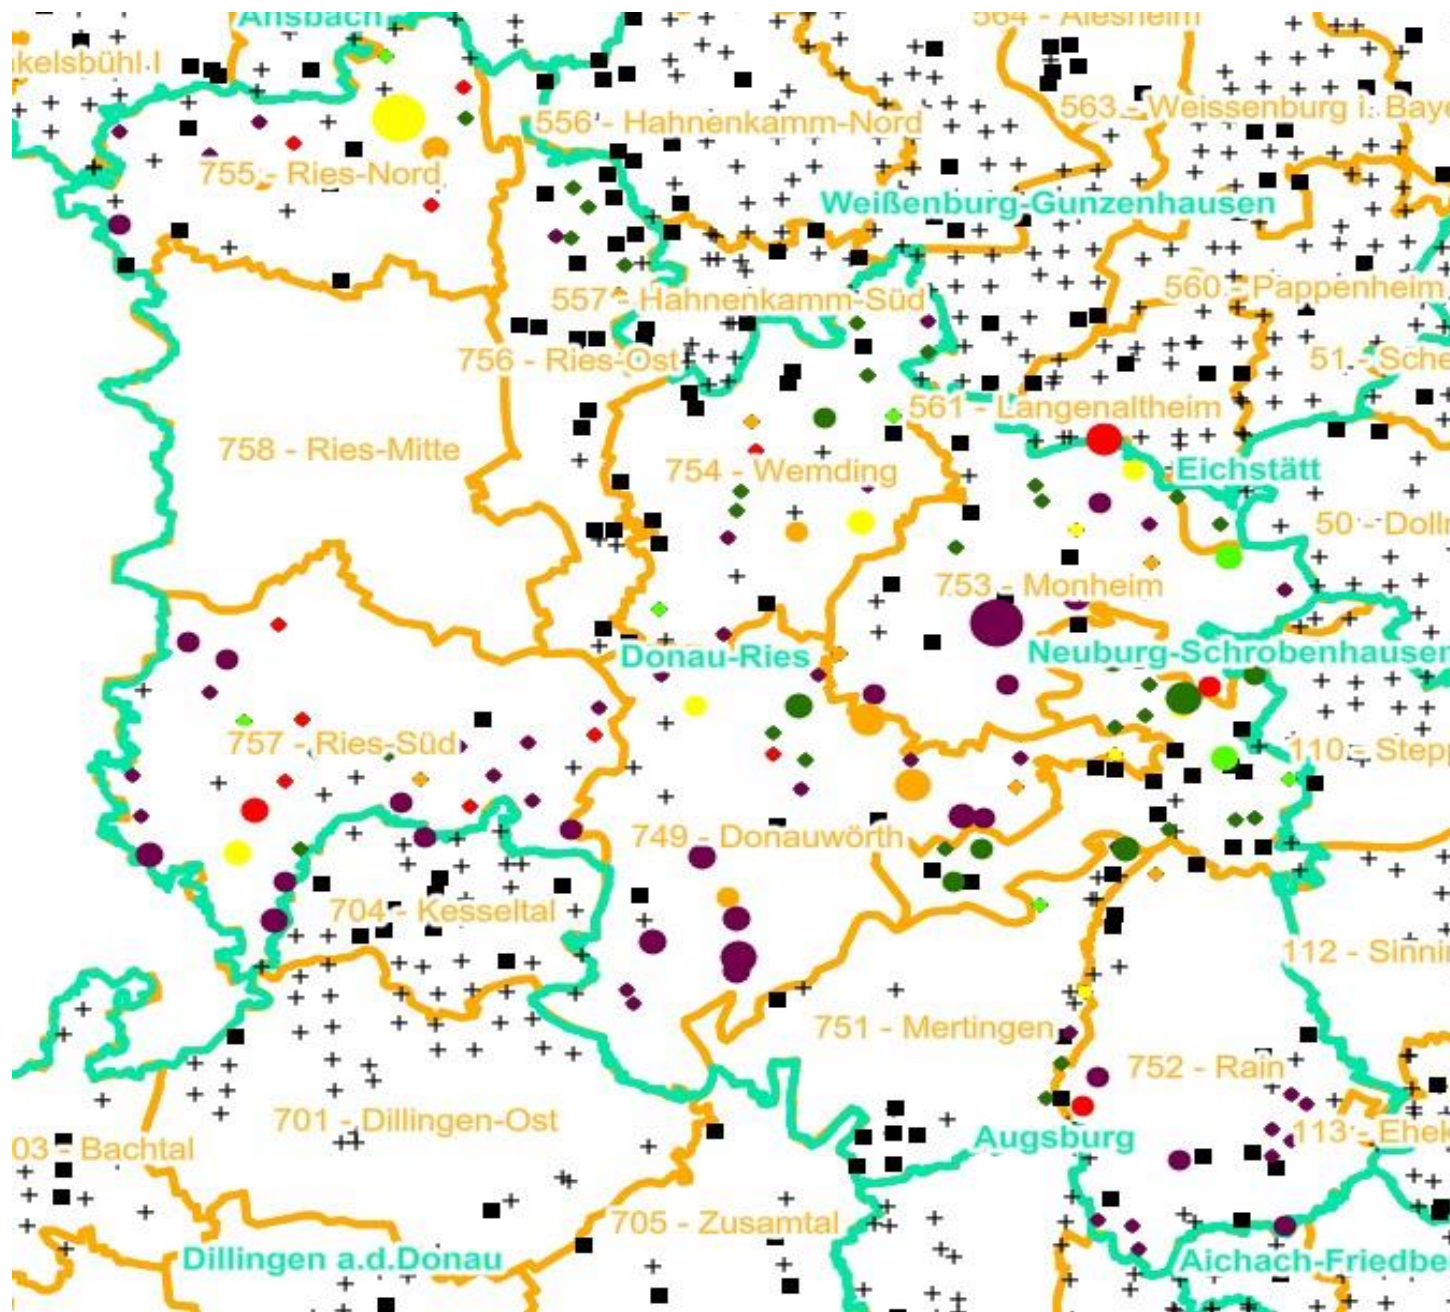 Ansbach
564 - Alesheim
nkelsbühl I
563 - Weissenburg i. Baye
556 - Hahnenkamm-Nord
755 - Ries-Nord
Weißenburg-Gunzenhausen
560 - Pappenheim
557 - Hahnenkamm-Süd
756 - Ries-Ost
51 - Sche
561 - Langenaltheim
758 - Ries-Mitte
754 - Wemding
Eichstätt
50 - Dolln
753 - Monheim
Donau-Ries
Neuburg-Schrobenhausen
757 - Ries-Süd
110 - Stepp
749 - Donauwörth
704 - Kesseltal
112 - Sinnin
751 - Mertingen
752 - Rain
701 - Dillingen-Ost
113 - Ehek
Augsburg
03 - Bachtal
705 - Zusamtal
Dillingen a.d.Donau
Aichach-Friedbe